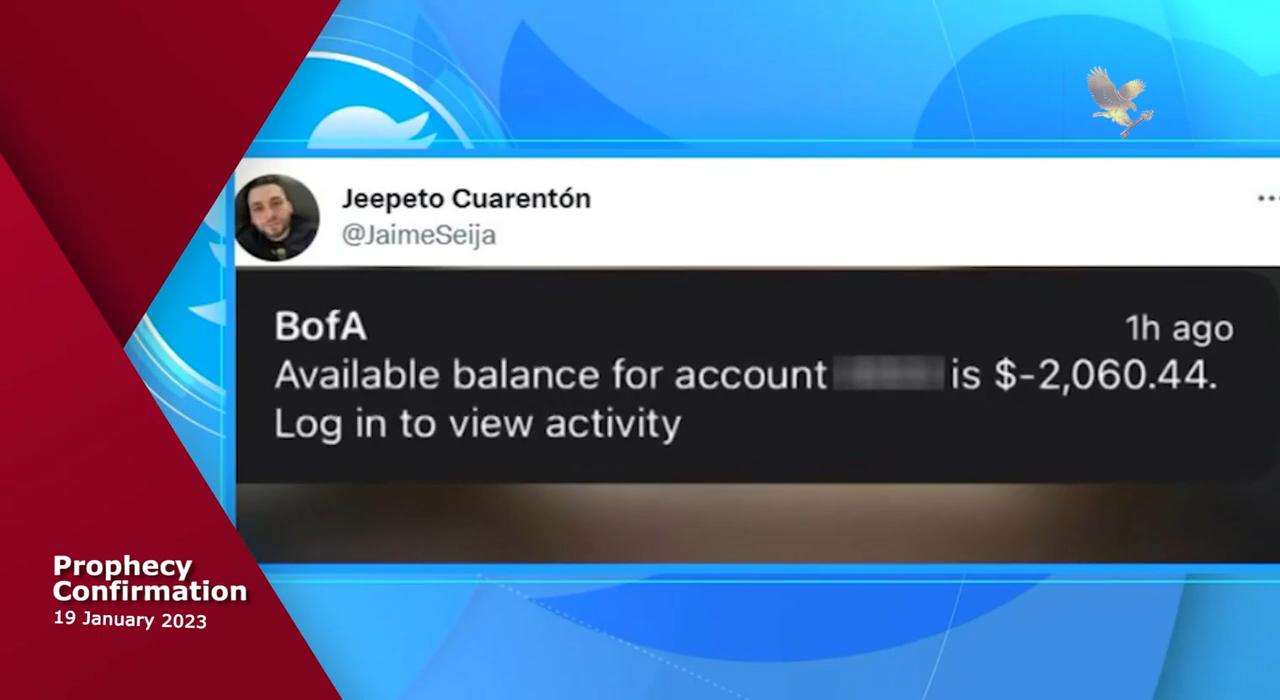 Jeepeto Cuarentón
@JaimeSeija
BofA
1h ago
Available balance for account is $-2,060.44.
Log in to view activity
Prophecy
Confirmation
19 January 2023